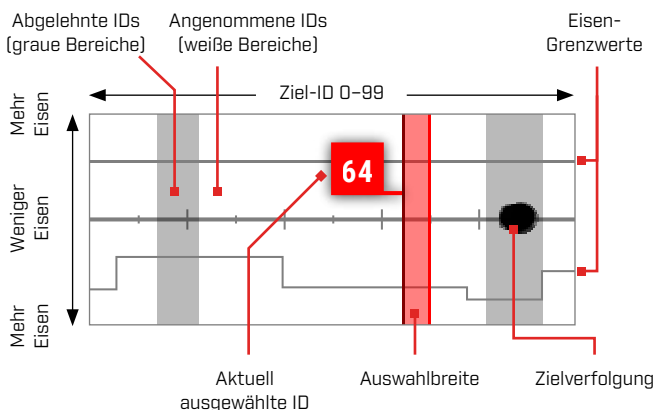 Abgelehnte IDs
(graue Bereiche)
Angenommene IDs
(weiße Bereiche)
Eisen-
Grenzwerte
Ziel-ID 0–99
Mehr
Eisen
Weniger
Eisen
Mehr
Eisen
64
Aktuell
ausgewählte ID
Auswahlbreite
Zielverfolgung